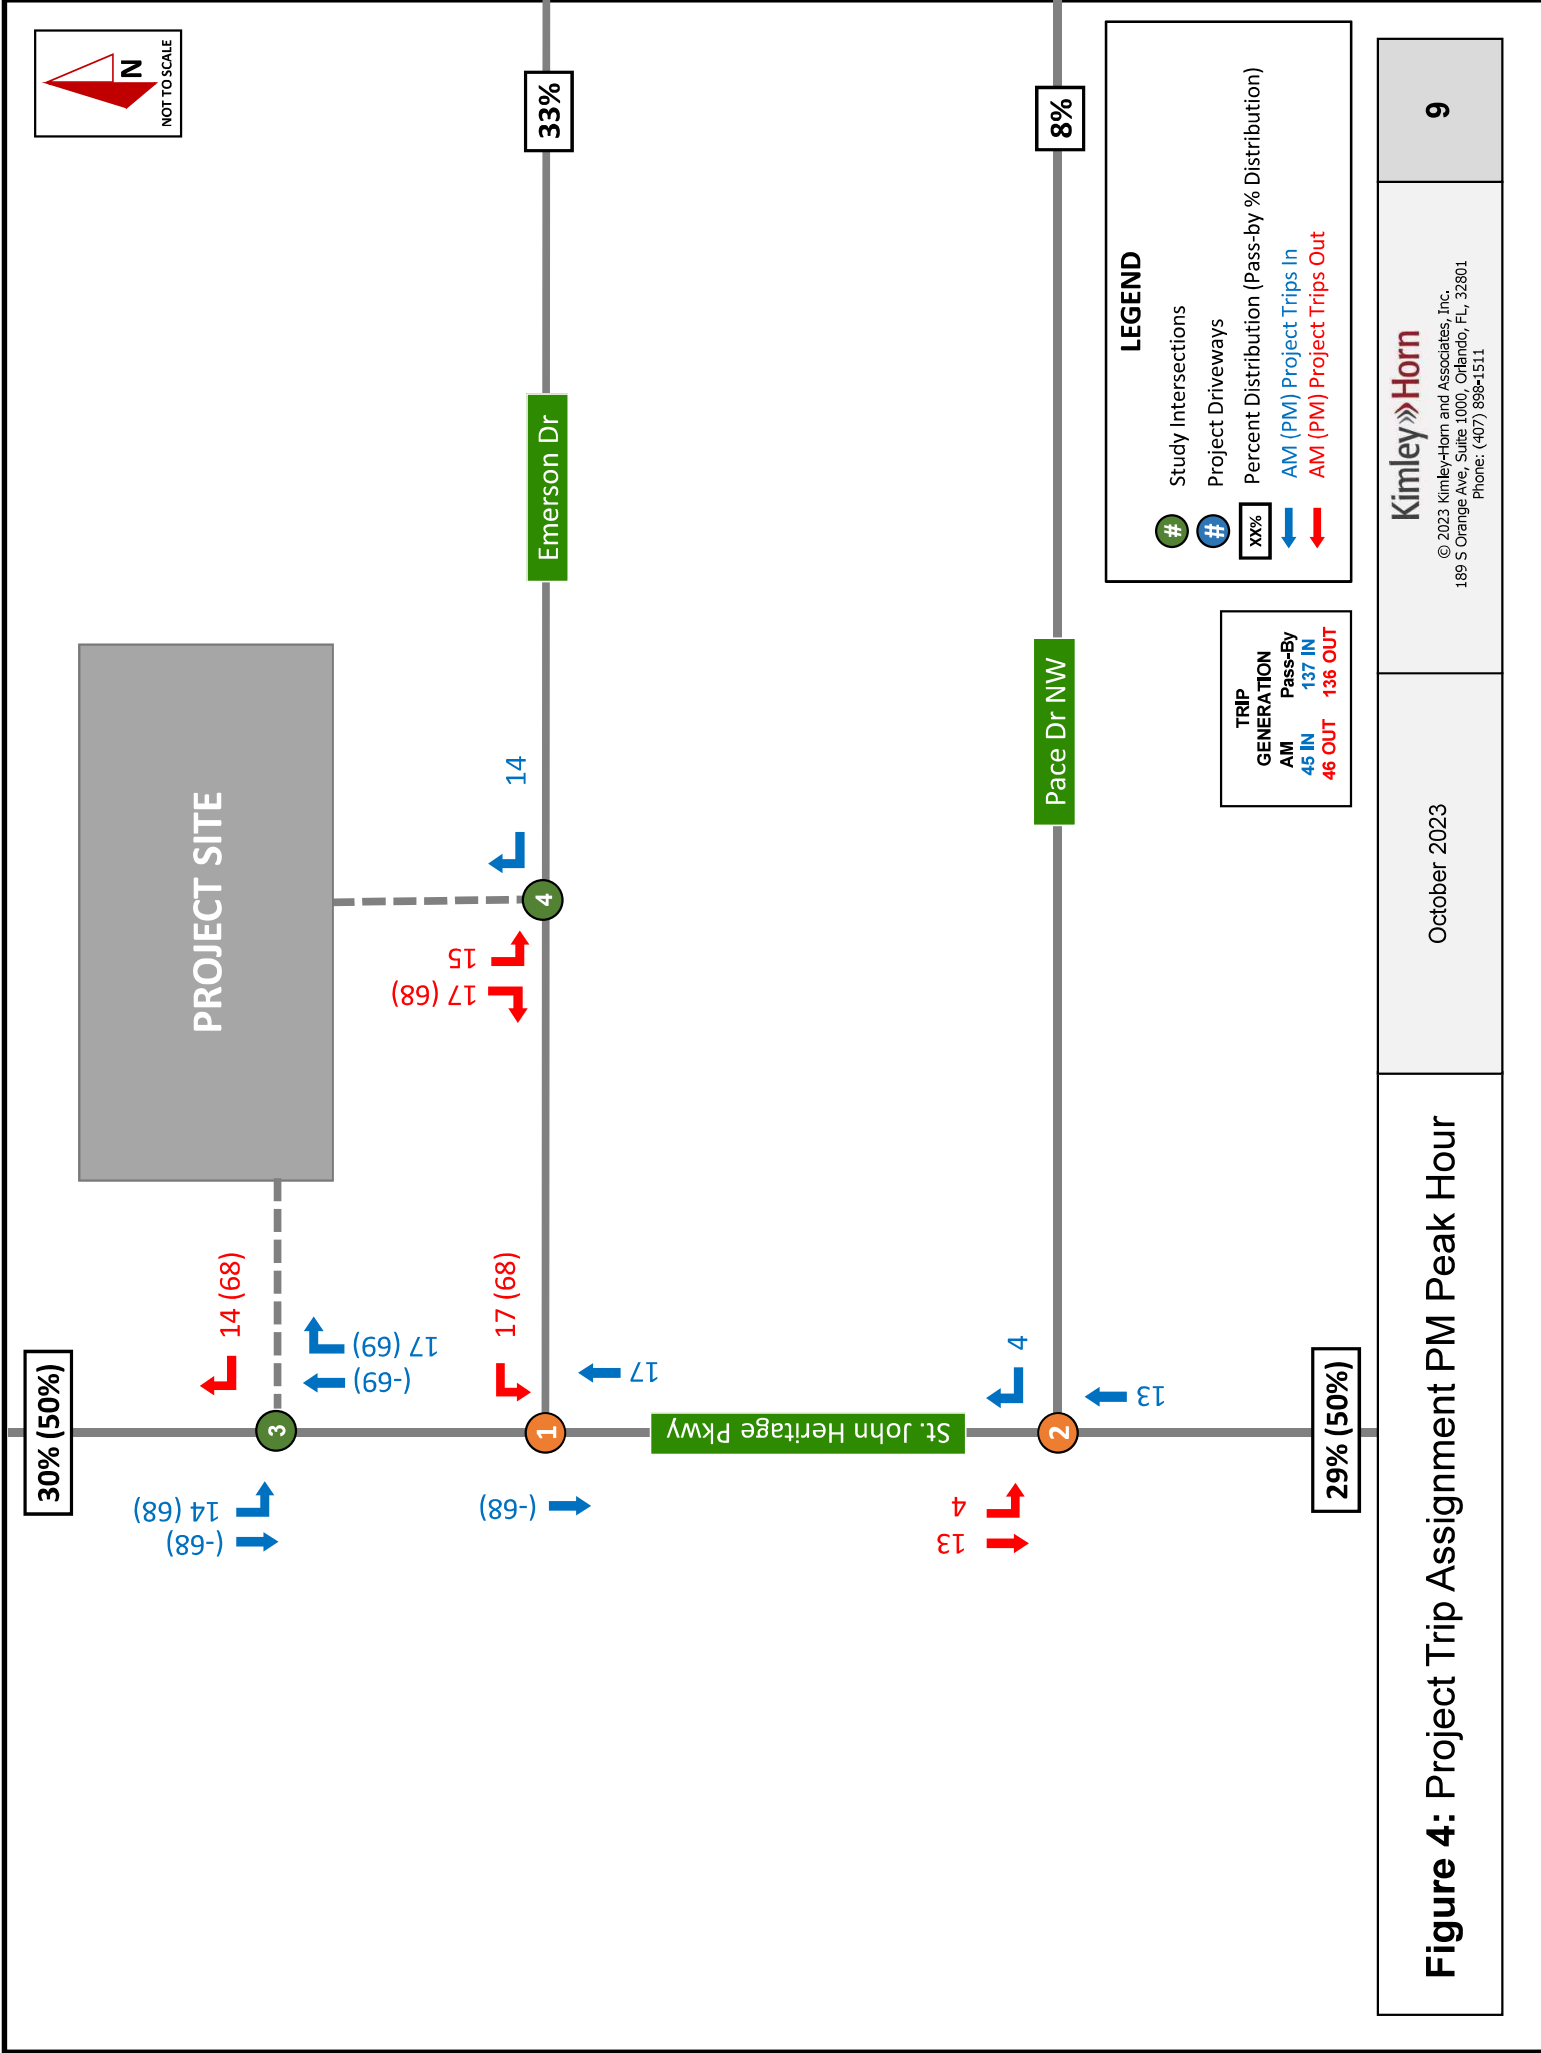 N
NOT TO SCALE
30% (50%)
PROJECT SITE
14 (68)
(-68)
14 (68)
3
(-69)
17 (69)
17 (68)
15
14
4
33%
Emerson Dr
17 (68)
(-68)
1
17
St. John Heritage Pkwy
13
4
4
2
13
Pace Dr NW
8%
29% (50%)
TRIP
GENERATION
AM Pass-By
45 IN 137 IN
46 OUT 136 OUT
LEGEND
# Study Intersections
# Project Driveways
XX% Percent Distribution (Pass-by % Distribution)
AM (PM) Project Trips In
AM (PM) Project Trips Out
Figure 4: Project Trip Assignment PM Peak Hour
October 2023
Kimley»Horn
© 2023 Kimley-Horn and Associates, Inc.
189 S Orange Ave, Suite 1000, Orlando, FL, 32801
Phone: (407) 898-1511
9